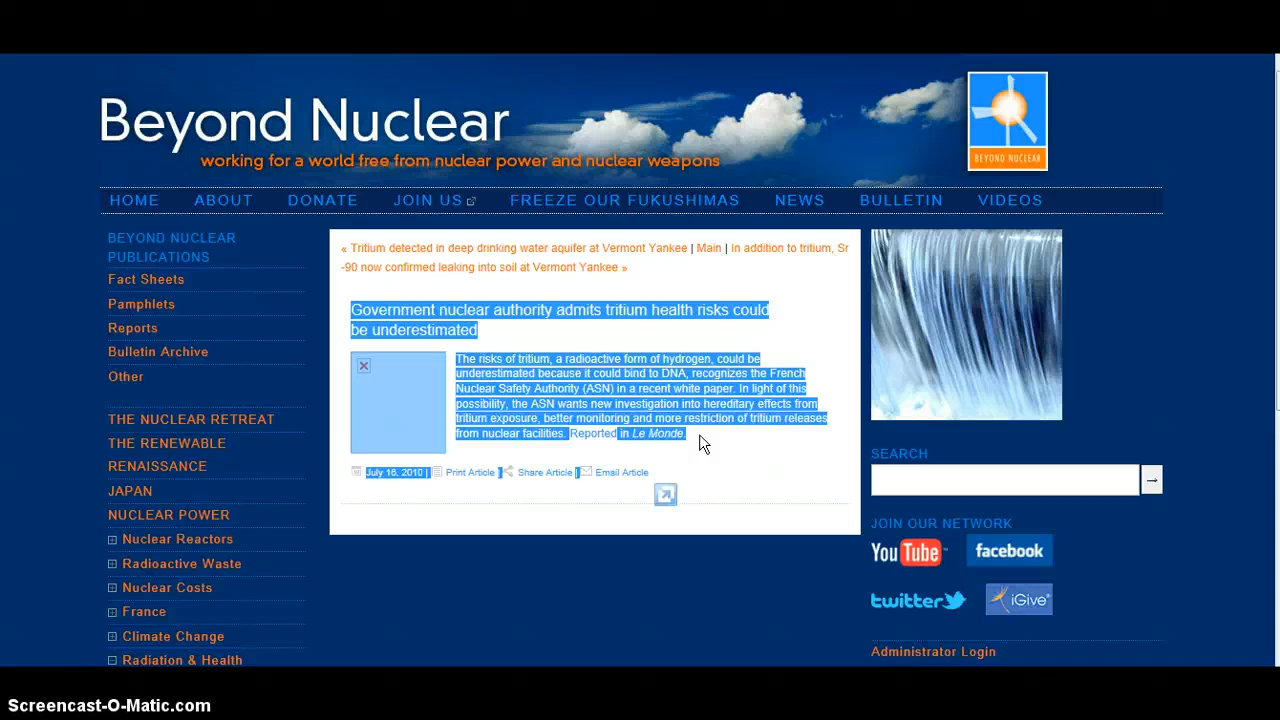 Beyond Nuclear
working for a world free from nuclear power and nuclear weapons
BEYOND NUCLEAR
HOME ABOUT DONATE JOIN US FREEZE OUR FUKUSHIMAS NEWS BULLETIN VIDEOS
BEYOND NUCLEAR
PUBLICATIONS
Fact Sheets
Pamphlets
Reports
Bulletin Archive
Other
THE NUCLEAR RETREAT
THE RENEWABLE
RENAISSANCE
JAPAN
NUCLEAR POWER
Nuclear Reactors
Radioactive Waste
Nuclear Costs
France
Climate Change
Radiation & Health
« Tritium detected in deep drinking water aquifer at Vermont Yankee | Main | In addition to tritium, Sr
-90 now confirmed leaking into soil at Vermont Yankee »
Government nuclear authority admits tritium health risks could
be underestimated
The risks of tritium, a radioactive form of hydrogen, could be
underestimated because it could bind to DNA, recognizes the French
Nuclear Safety Authority (ASN) in a recent white paper. In light of this
possibility, the ASN wants new investigation into hereditary effects from
tritium exposure, better monitoring and more restriction of tritium releases
from nuclear facilities. Reported in Le Monde.
July 16, 2010 | Print Article | Share Article | Email Article
SEARCH
→
JOIN OUR NETWORK
YouTube facebook
twitter iGive
Administrator Login
Screencast-O-Matic.com